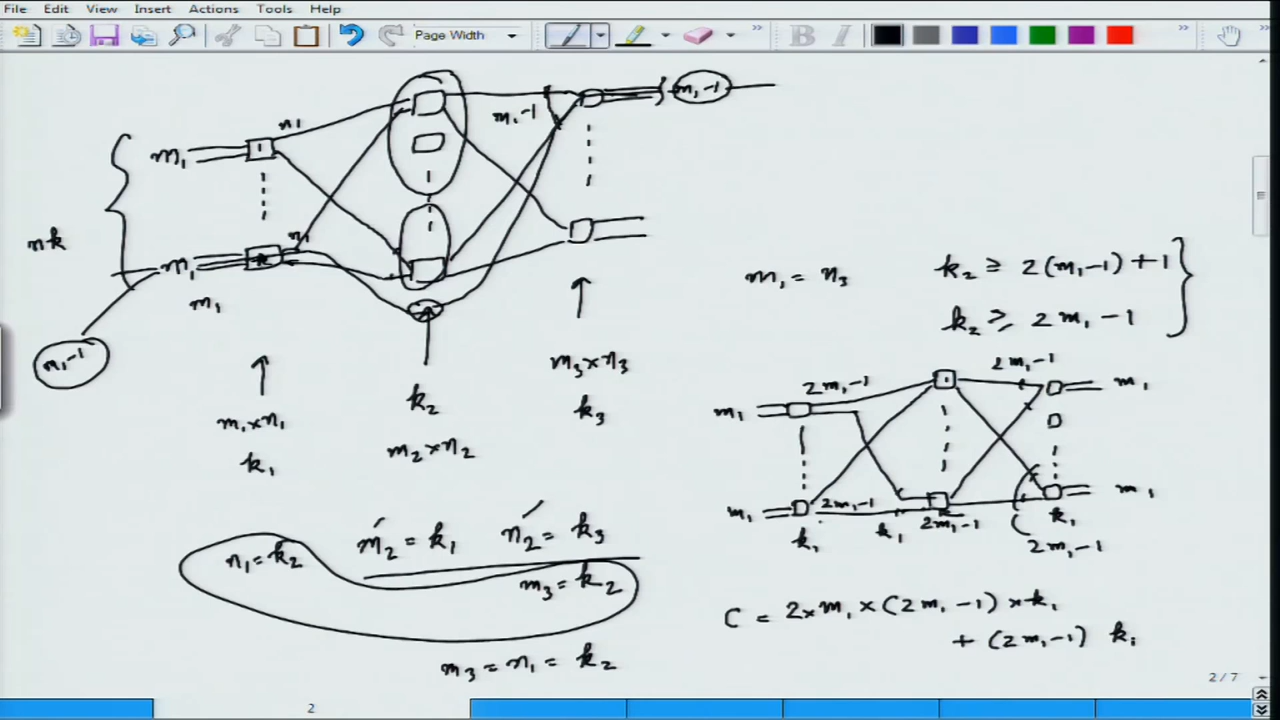 File Edit View Insert Actions Tools Help
Page Width
m₁ n₁ m₁-1 m₁-1
nk
m₁ k n₁
m₁
m₁-1
m₁×n₁
k₁
k₂
m₂×n₂
m₃×n₃
k₃
n₁=k₂
m₂=k₁ n₂=k₃
m₃=k₂
m₃=n₁=k₂
m₁=n₃ k₂ ≥ 2(m₁-1)+1
k₂ ≥ 2m₁-1
m₁ 2m₁-1 1 2m₁-1 m₁
m₁ 2m₁-1 k₁ 2m₁-1 m₁
k₁ k₁
2m₁-1
C = 2×m₁×(2m₁-1)×k₁
+ (2m₁-1) k₁
2 / 7
2